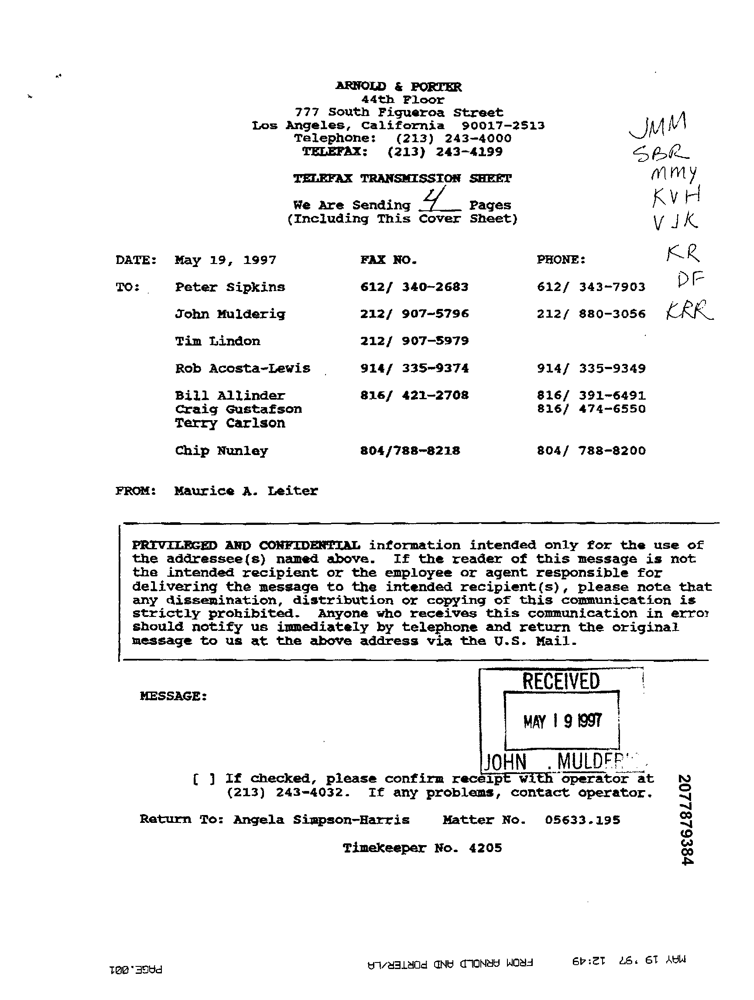 ARNOLD & PORTER
44th Floor
777 South Figueroa Street
Los Angeles, California 90017-2513
Telephone: (213) 243-4000
TELEFAX: (213) 243-4199
TELEFAX TRANSMISSION SHEET
We Are Sending 4 Pages
(Including This Cover Sheet)
JMM
SBR
MMY
KVH
VJK
KR
DF
KRR
DATE: May 19, 1997 FAX NO. PHONE:
TO: Peter Sipkins 612/ 340-2683 612/ 343-7903
John Mulderig 212/ 907-5796 212/ 880-3056
Tim Lindon 212/ 907-5979
Rob Acosta-Lewis 914/ 335-9374 914/ 335-9349
Bill Allinder 816/ 421-2708 816/ 391-6491
Craig Gustafson 816/ 474-6550
Terry Carlson
Chip Nunley 804/788-8218 804/ 788-8200
FROM: Maurice A. Leiter
PRIVILEGED AND CONFIDENTIAL information intended only for the use of
the addressee(s) named above. If the reader of this message is not
the intended recipient or the employee or agent responsible for
delivering the message to the intended recipient(s), please note that
any dissemination, distribution or copying of this communication is
strictly prohibited. Anyone who receives this communication in error
should notify us immediately by telephone and return the original
message to us at the above address via the U.S. Mail.
MESSAGE:
RECEIVED
MAY 19 1997
JOHN . MULDER
[ ] If checked, please confirm receipt with operator at
(213) 243-4032. If any problems, contact operator.
Return To: Angela Simpson-Harris Matter No. 05633.195
Timekeeper No. 4205
2077879384
MAY 19 '97 12:49 FROM ARNOLD AND PORTER/LA PAGE.001